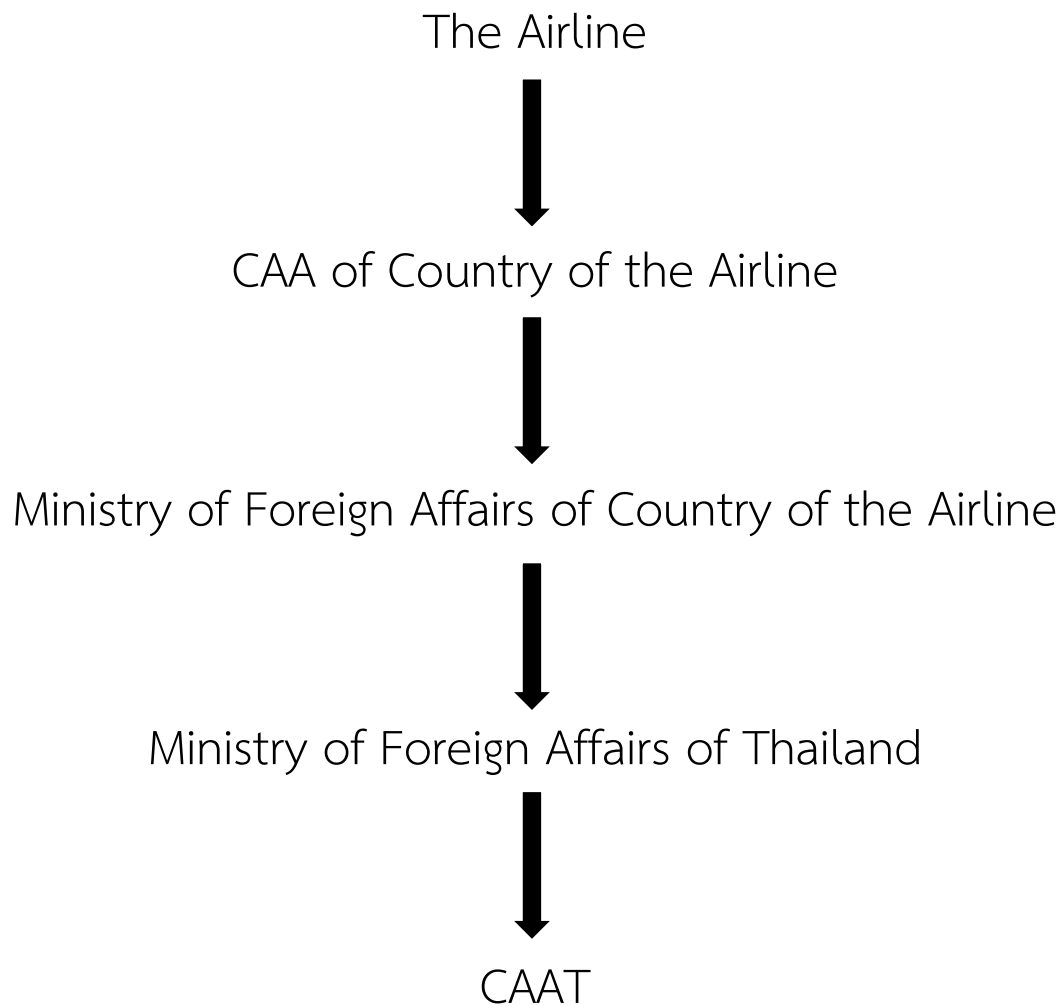 The Airline
CAA of Country of the Airline
Ministry of Foreign Affairs of Country of the Airline
Ministry of Foreign Affairs of Thailand
CAAT